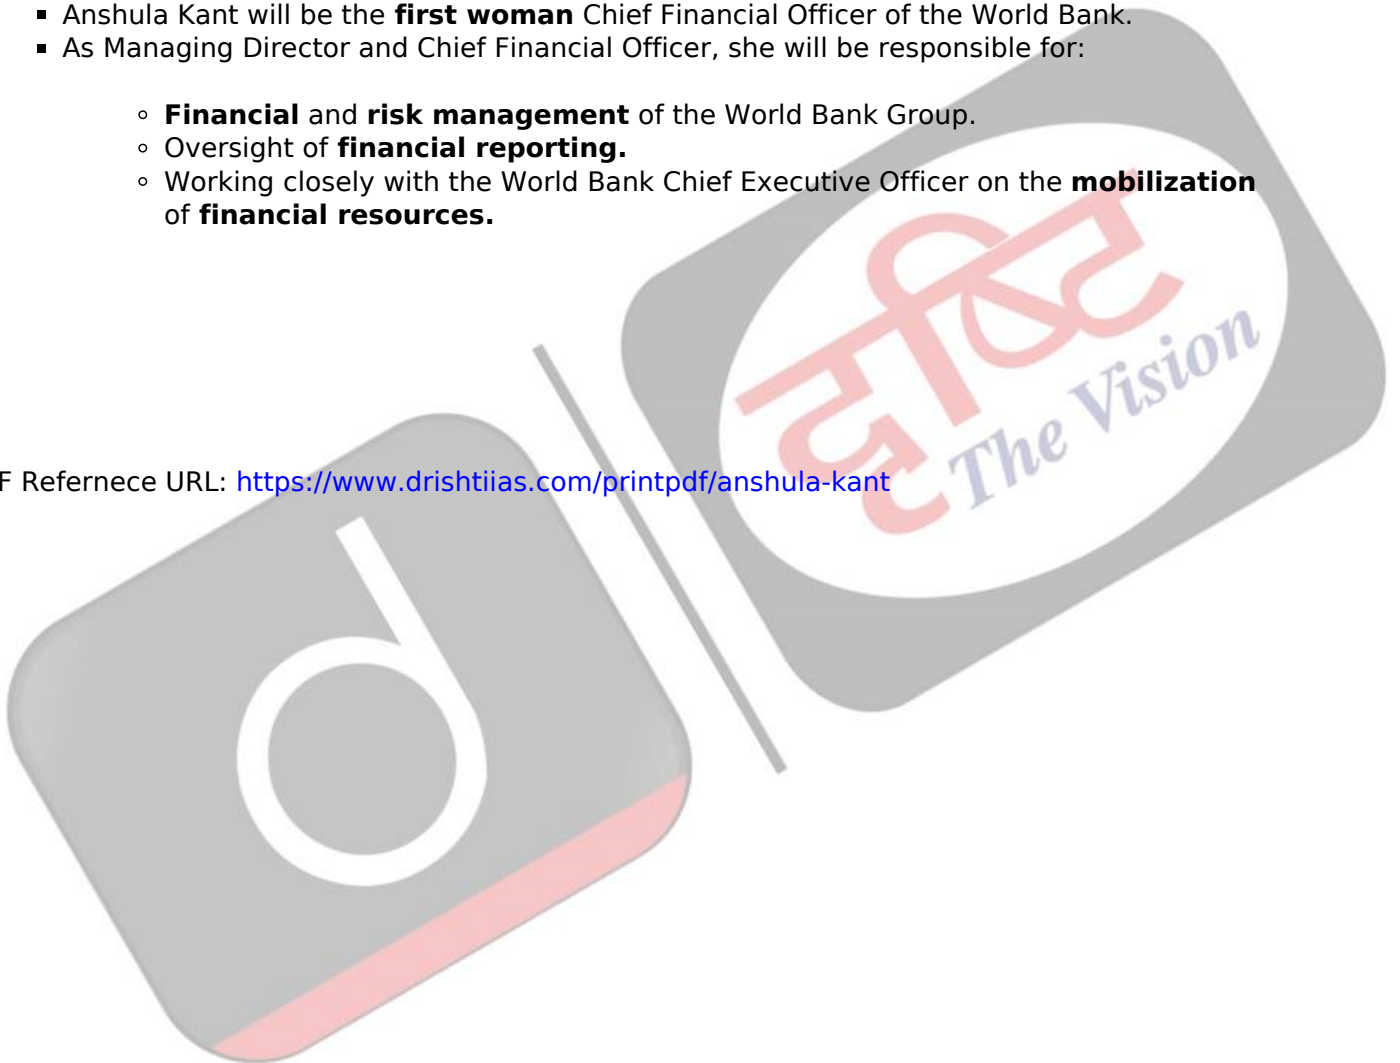 ▪ Anshula Kant will be the first woman Chief Financial Officer of the World Bank.
▪ As Managing Director and Chief Financial Officer, she will be responsible for:
◦ Financial and risk management of the World Bank Group.
◦ Oversight of financial reporting.
◦ Working closely with the World Bank Chief Executive Officer on the mobilization
of financial resources.
दृष्टि
The Vision
F Refernece URL: https://www.drishtiias.com/printpdf/anshula-kant
d